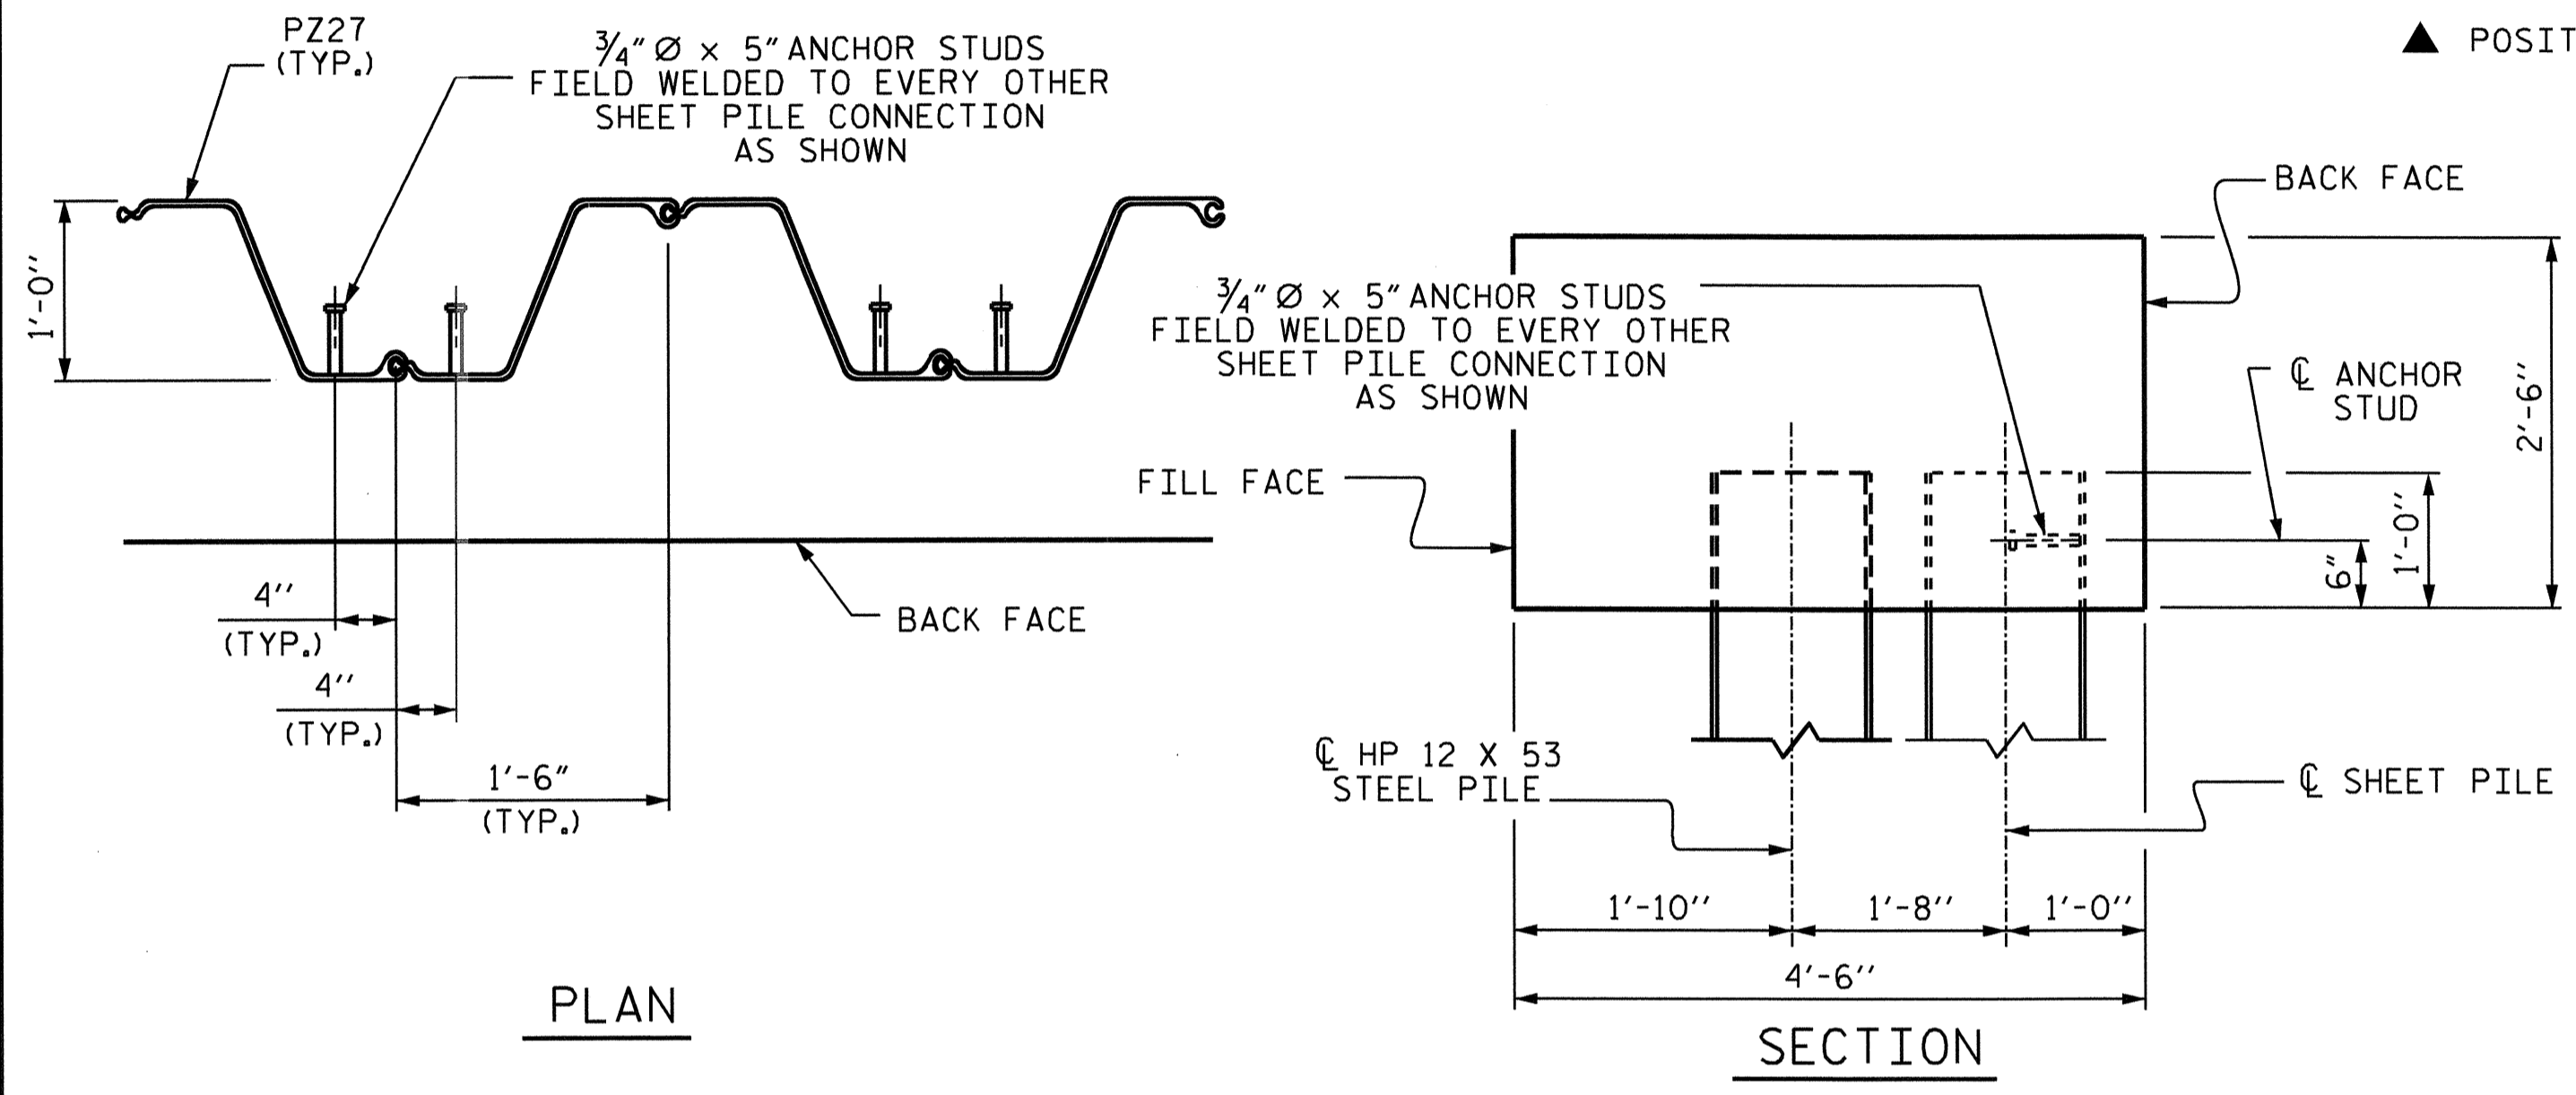 PZ27
(TYP.)
3/4" Ø x 5" ANCHOR STUDS
FIELD WELDED TO EVERY OTHER
SHEET PILE CONNECTION
AS SHOWN
▲ POSIT
1'-0"
BACK FACE
4"
(TYP.)
4"
(TYP.)
1'-6"
(TYP.)
PLAN
BACK FACE
3/4" Ø x 5" ANCHOR STUDS
FIELD WELDED TO EVERY OTHER
SHEET PILE CONNECTION
AS SHOWN
℄ ANCHOR
STUD
2'-6"
FILL FACE
1'-0"
6"
℄ HP 12 X 53
STEEL PILE
℄ SHEET PILE
1'-10"
1'-8"
1'-0"
4'-6"
SECTION